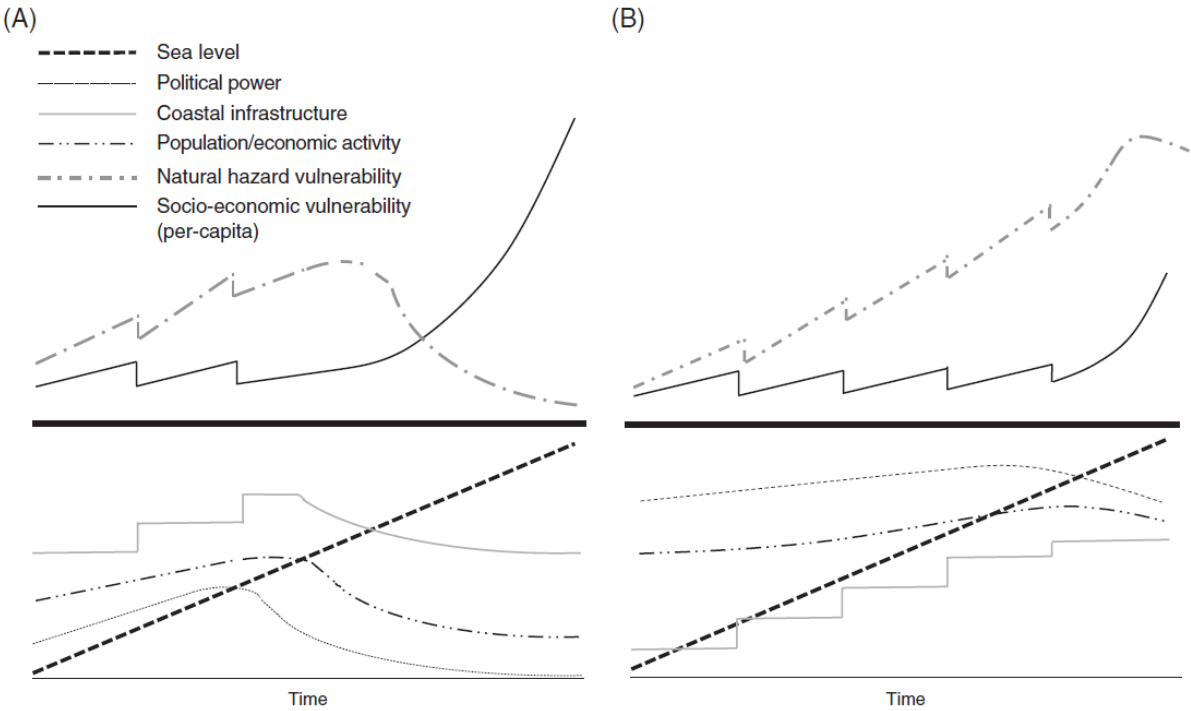 (A)
(B)
Sea level
Political power
Coastal infrastructure
Population/economic activity
Natural hazard vulnerability
Socio-economic vulnerability
(per-capita)
Time
Time